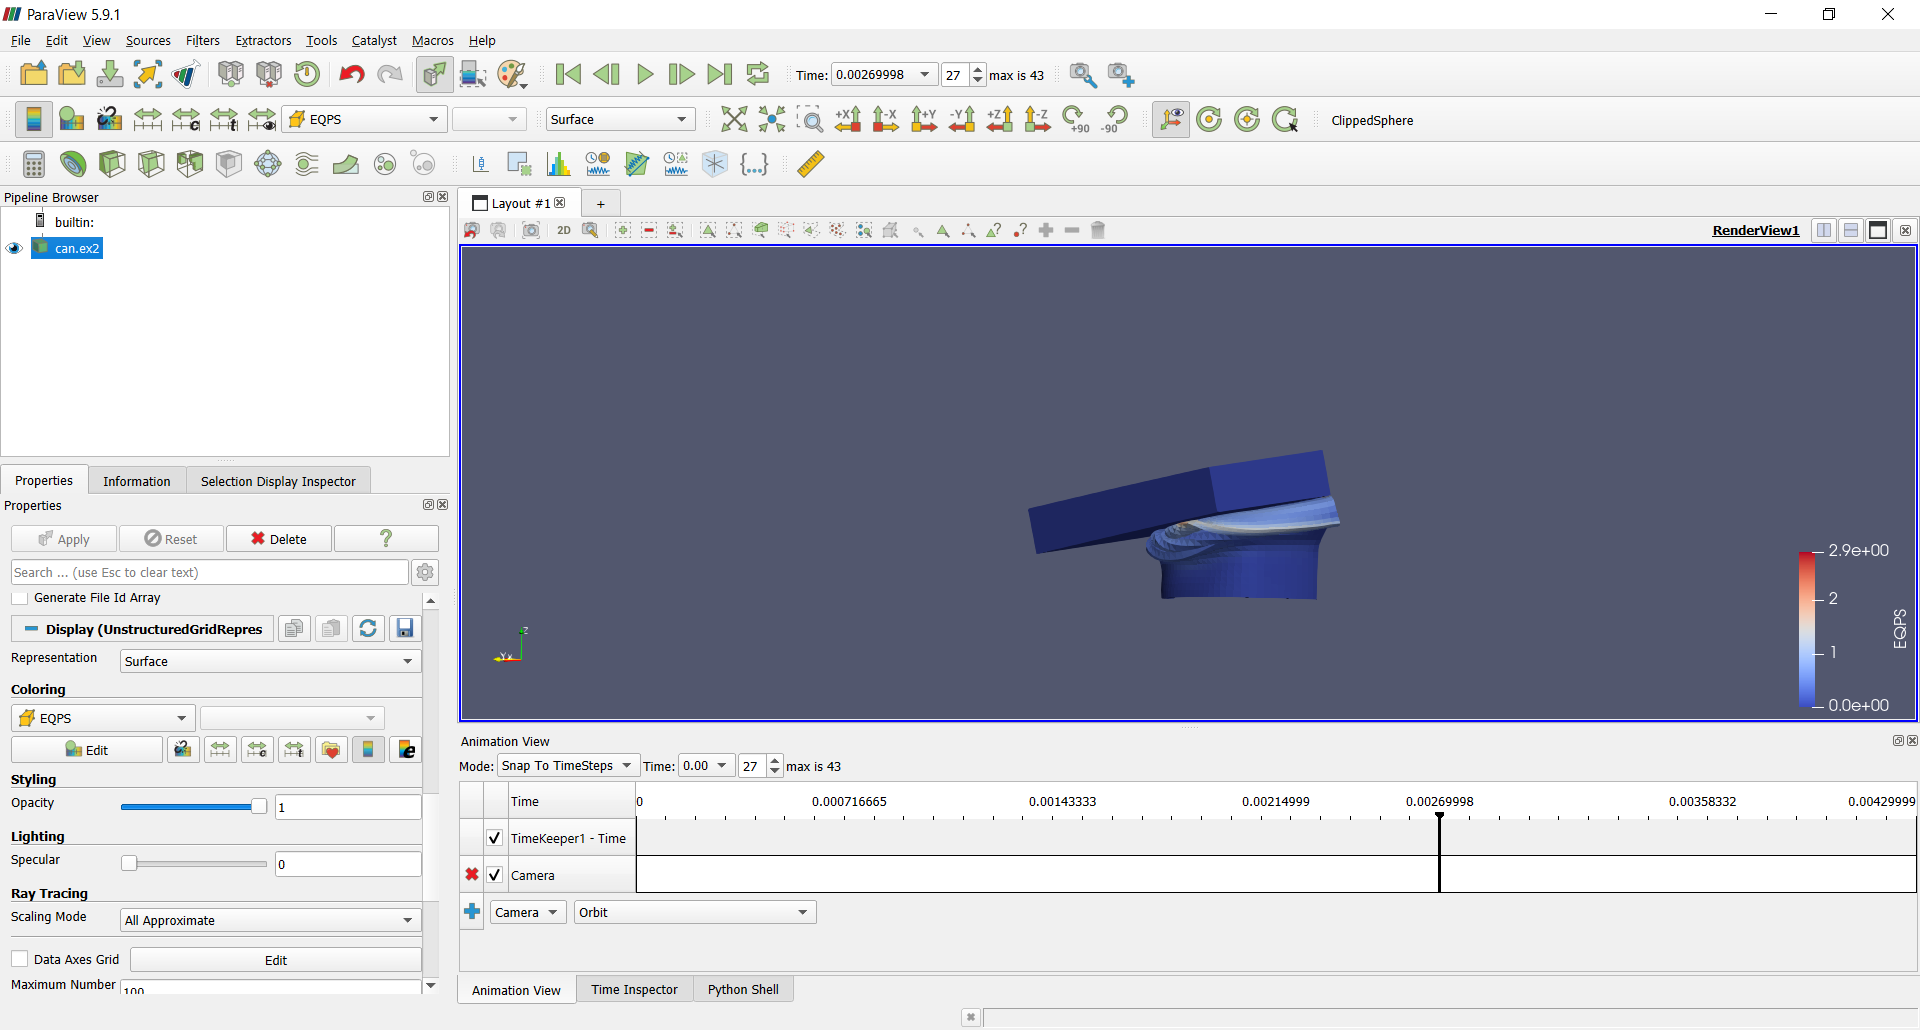 ParaView 5.9.1
File Edit View Sources Filters Extractors Tools Catalyst Macros Help
Time: 0.00269998 27 max is 43
EQPS Surface +X -X +Y -Y +Z -Z +90 -90 ClippedSphere
Pipeline Browser
builtin:
can.ex2
Properties Information Selection Display Inspector
Properties
Apply Reset Delete ?
Search ... (use Esc to clear text)
Generate File Id Array
Display (UnstructuredGridRepres
Representation Surface
Coloring
EQPS
Edit
Styling
Opacity 1
Lighting
Specular 0
Ray Tracing
Scaling Mode All Approximate
Data Axes Grid Edit
Maximum Number 100
Layout #1 +
2D RenderView1
2.9e+00
2
1
0.0e+00
EQPS
Z
Y X
Animation View
Mode: Snap To TimeSteps Time: 0.00 27 max is 43
Time 0 0.000716665 0.00143333 0.00214999 0.00269998 0.00358332 0.00429999
TimeKeeper1 - Time
Camera
Camera Orbit
Animation View Time Inspector Python Shell